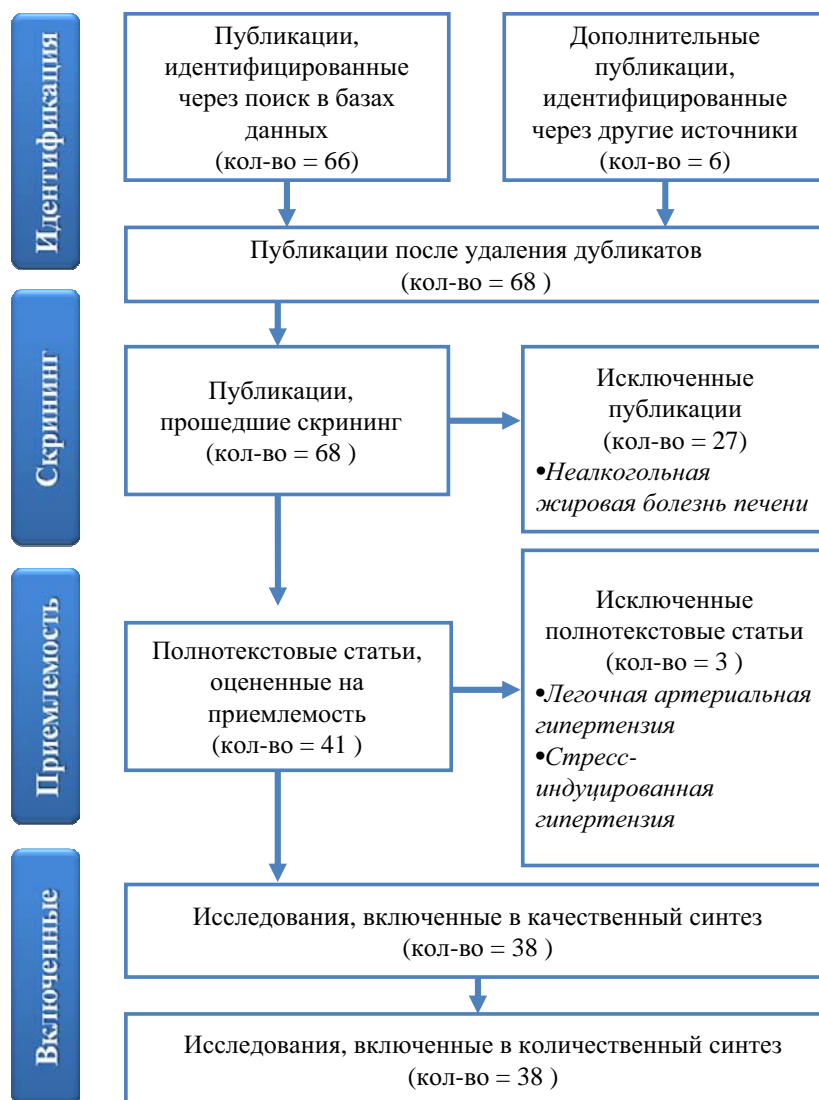 Идентификация
Публикации,
идентифицированные
через поиск в базах
данных
(кол-во = 66)
Дополнительные
публикации,
идентифицированные
через другие источники
(кол-во = 6)
Публикации после удаления дубликатов
(кол-во = 68 )
Скрининг
Публикации,
прошедшие скрининг
(кол-во = 68 )
Исключенные
публикации
(кол-во = 27)
•Неалкогольная
жировая болезнь печени
Приемлемость
Полнотекстовые статьи,
оцененные на
приемлемость
(кол-во = 41 )
Исключенные
полнотекстовые статьи
(кол-во = 3 )
•Легочная артериальная
гипертензия
•Стресс-
индуцированная
гипертензия
Включенные
Исследования, включенные в качественный синтез
(кол-во = 38 )
Исследования, включенные в количественный синтез
(кол-во = 38 )